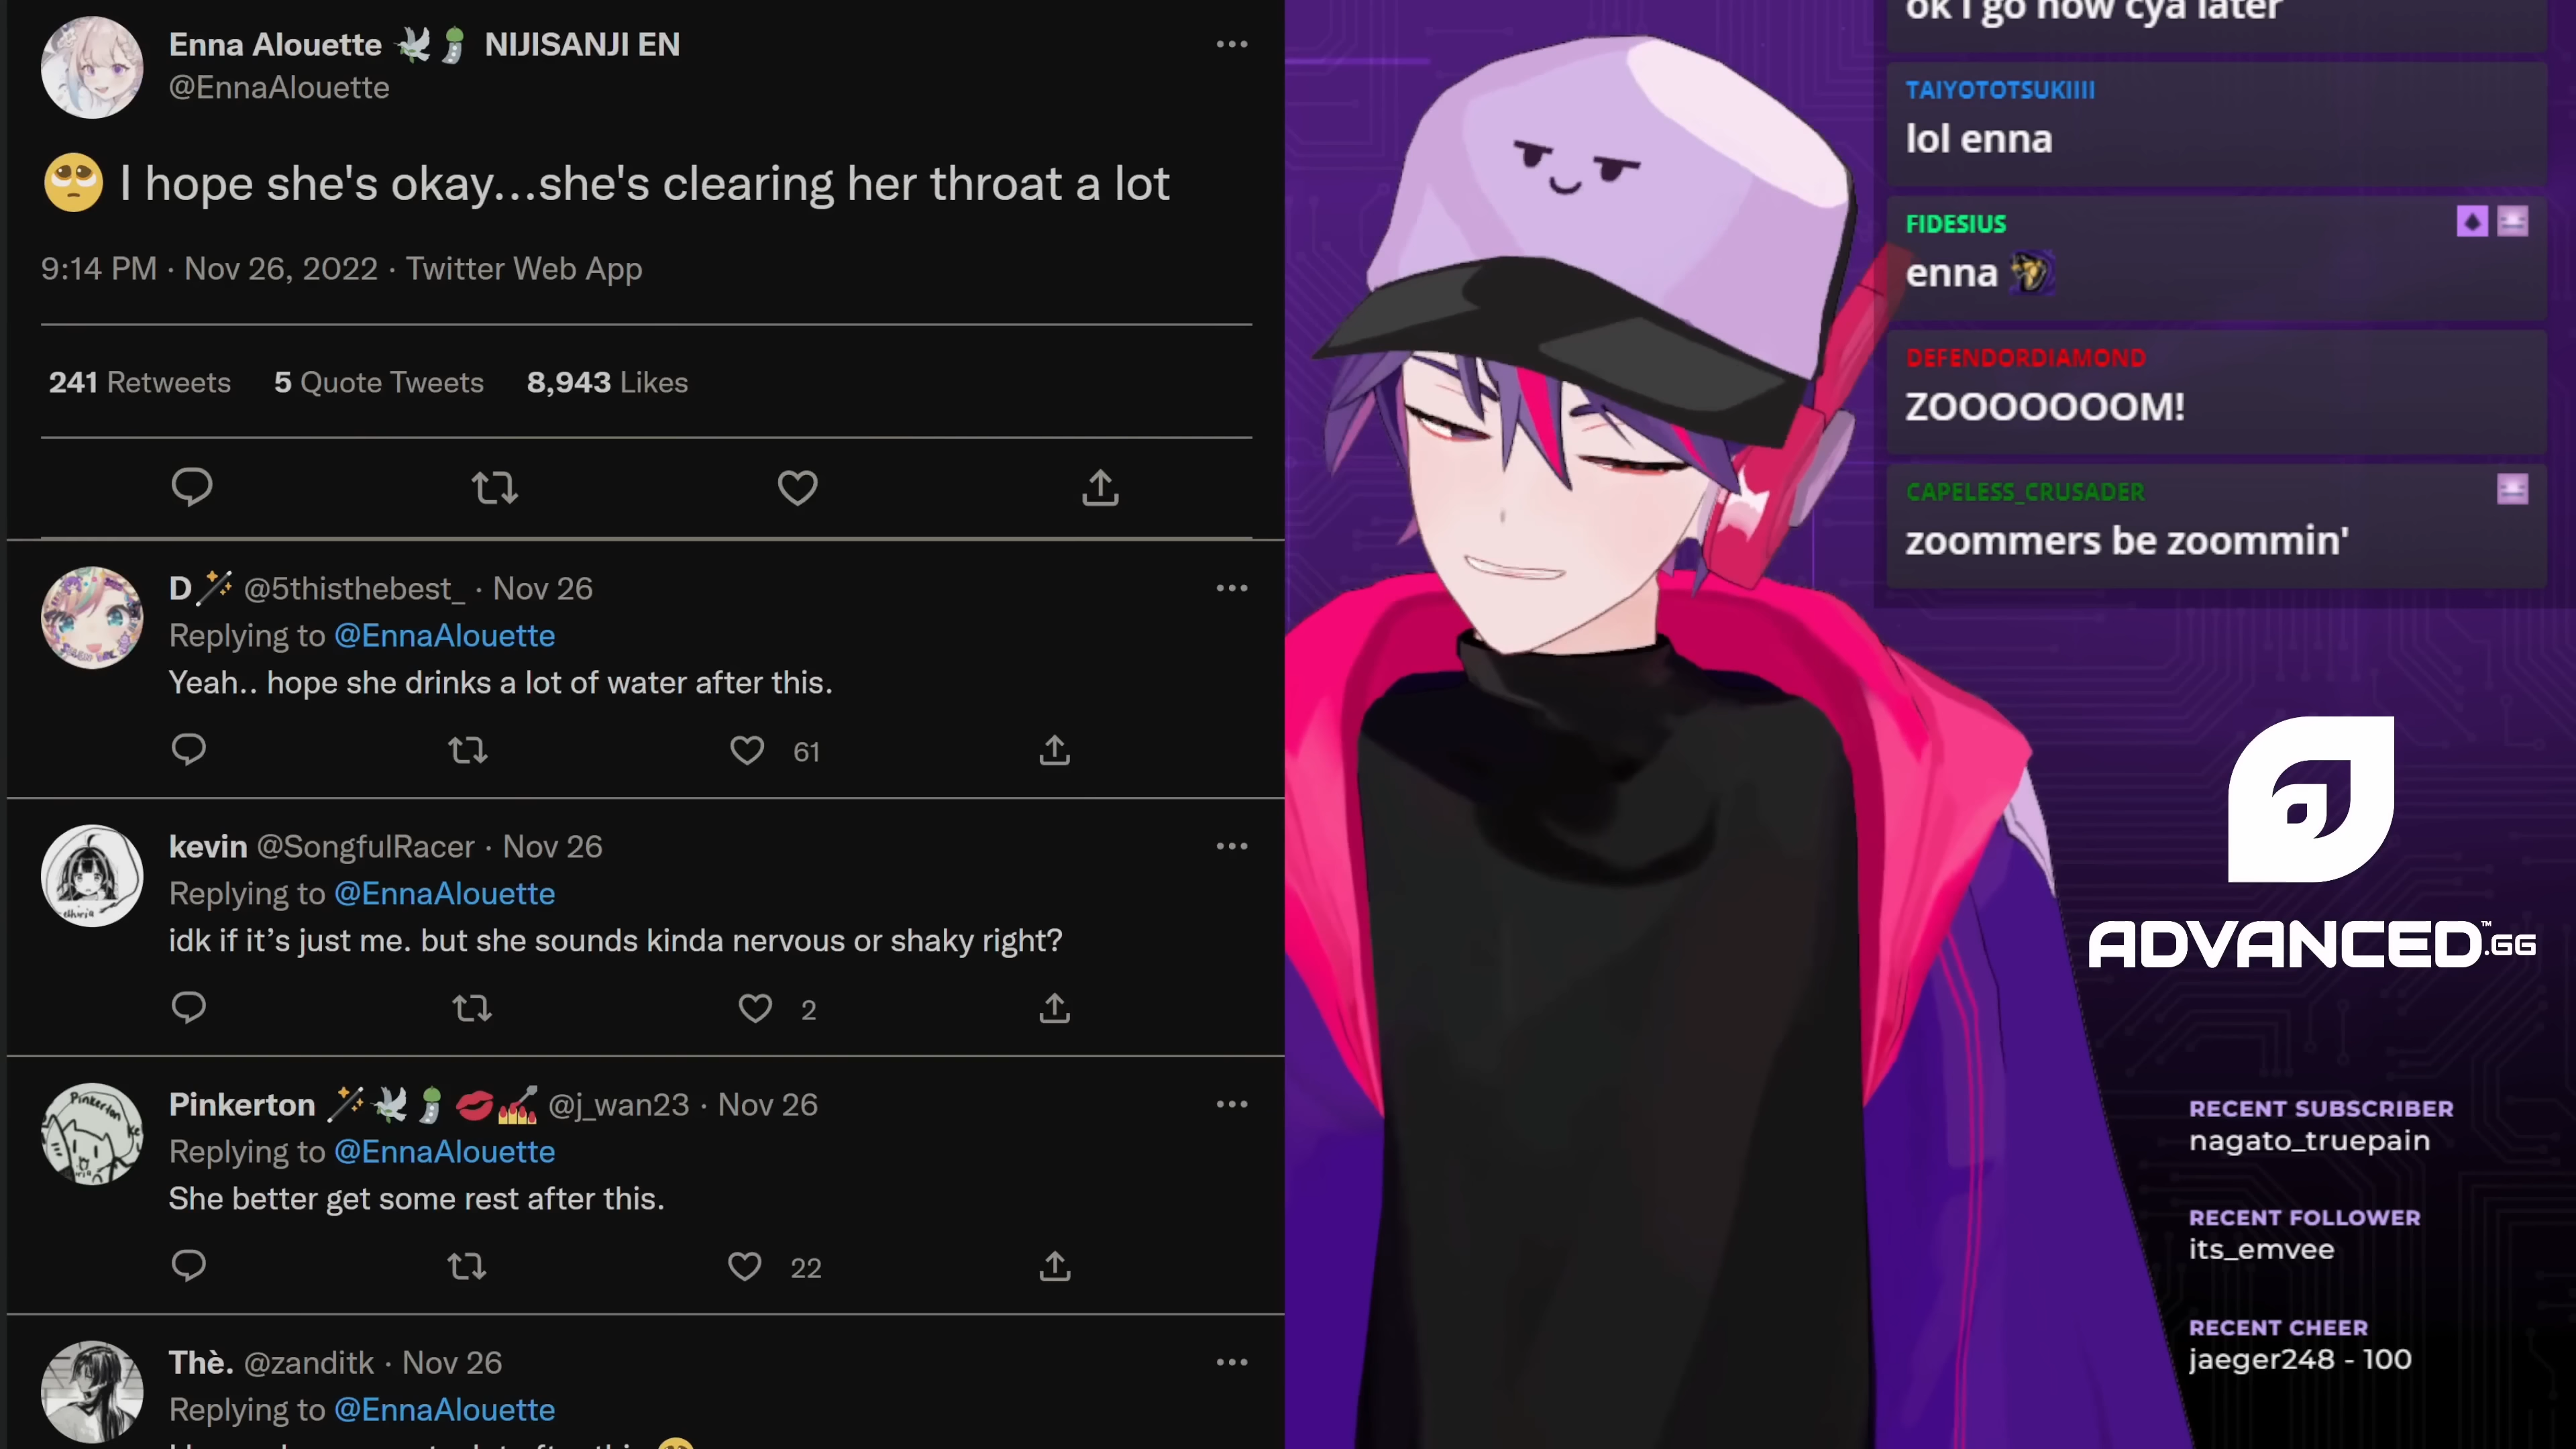 Enna Alouette 🕊️🫛 NIJISANJI EN
@EnnaAlouette
🥺 I hope she's okay...she's clearing her throat a lot
9:14 PM · Nov 26, 2022 · Twitter Web App
241 Retweets 5 Quote Tweets 8,943 Likes
D🪄 @5thisthebest_ · Nov 26
Replying to @EnnaAlouette
Yeah.. hope she drinks a lot of water after this.
61
kevin @SongfulRacer · Nov 26
Replying to @EnnaAlouette
idk if it’s just me. but she sounds kinda nervous or shaky right?
2
Pinkerton
Pinkerton 🪄🕊️🫛💋💅 @j_wan23 · Nov 26
Replying to @EnnaAlouette
She better get some rest after this.
22
Thè. @zanditk · Nov 26
Replying to @EnnaAlouette
ok i go now cya later
TAIYOTOTSUKIIII
lol enna
FIDESIUS
enna
DEFENDORDIAMOND
ZOOOOOOOM!
CAPELESS_CRUSADER
zoommers be zoommin'
ADVANCED™.GG
RECENT SUBSCRIBER
nagato_truepain
RECENT FOLLOWER
its_emvee
RECENT CHEER
jaeger248 - 100